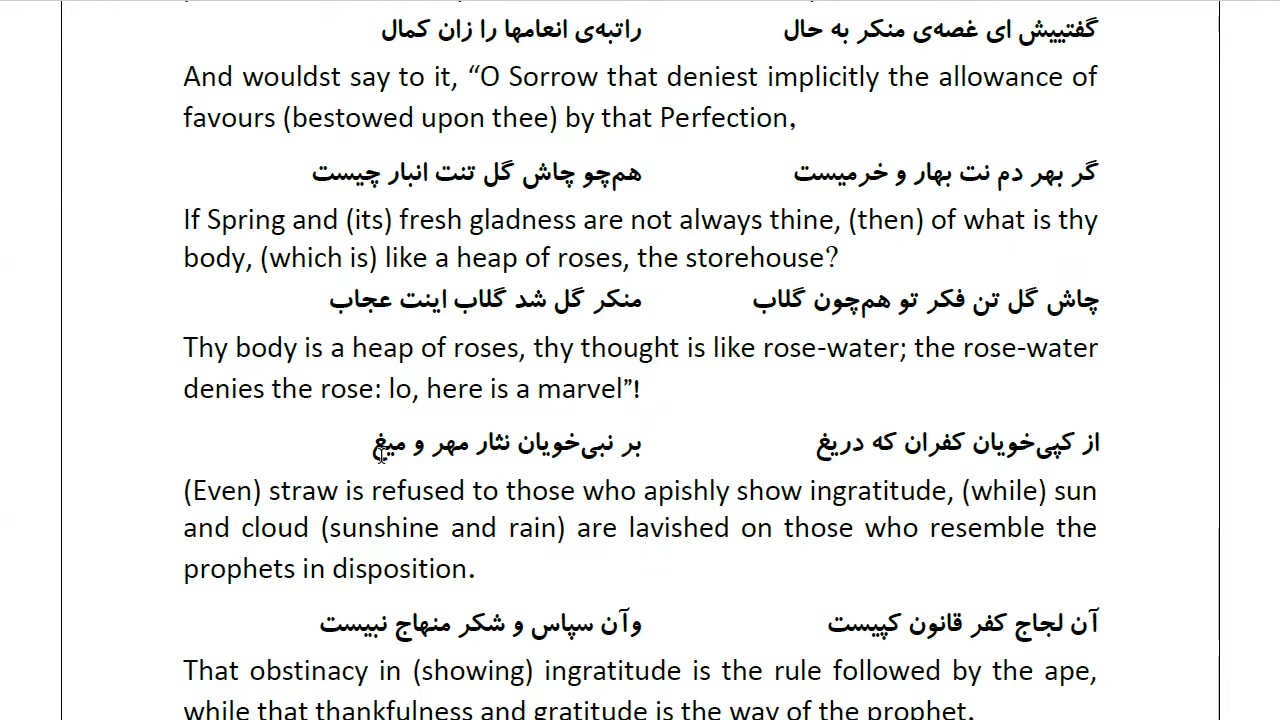 گفتییش ای غصه‌ی منکر به حال راتبه‌ی انعامها را زان کمال
And wouldst say to it, “O Sorrow that deniest implicitly the allowance of
favours (bestowed upon thee) by that Perfection,
گر بهر دم نت بهار و خرمیست هم‌چو چاش گل تنت انبار چیست
If Spring and (its) fresh gladness are not always thine, (then) of what is thy
body, (which is) like a heap of roses, the storehouse?
چاش گل تن فکر تو هم‌چون گلاب منکر گل شد گلاب اینت عجاب
Thy body is a heap of roses, thy thought is like rose-water; the rose-water
denies the rose: lo, here is a marvel”!
از کپی‌خویان کفران که دریغ بر نبی‌خویان نثار مهر و میغ
(Even) straw is refused to those who apishly show ingratitude, (while) sun
and cloud (sunshine and rain) are lavished on those who resemble the
prophets in disposition.
آن لجاج کفر قانون کپیست وآن سپاس و شکر منهاج نبیست
That obstinacy in (showing) ingratitude is the rule followed by the ape,
while that thankfulness and gratitude is the way of the prophet.